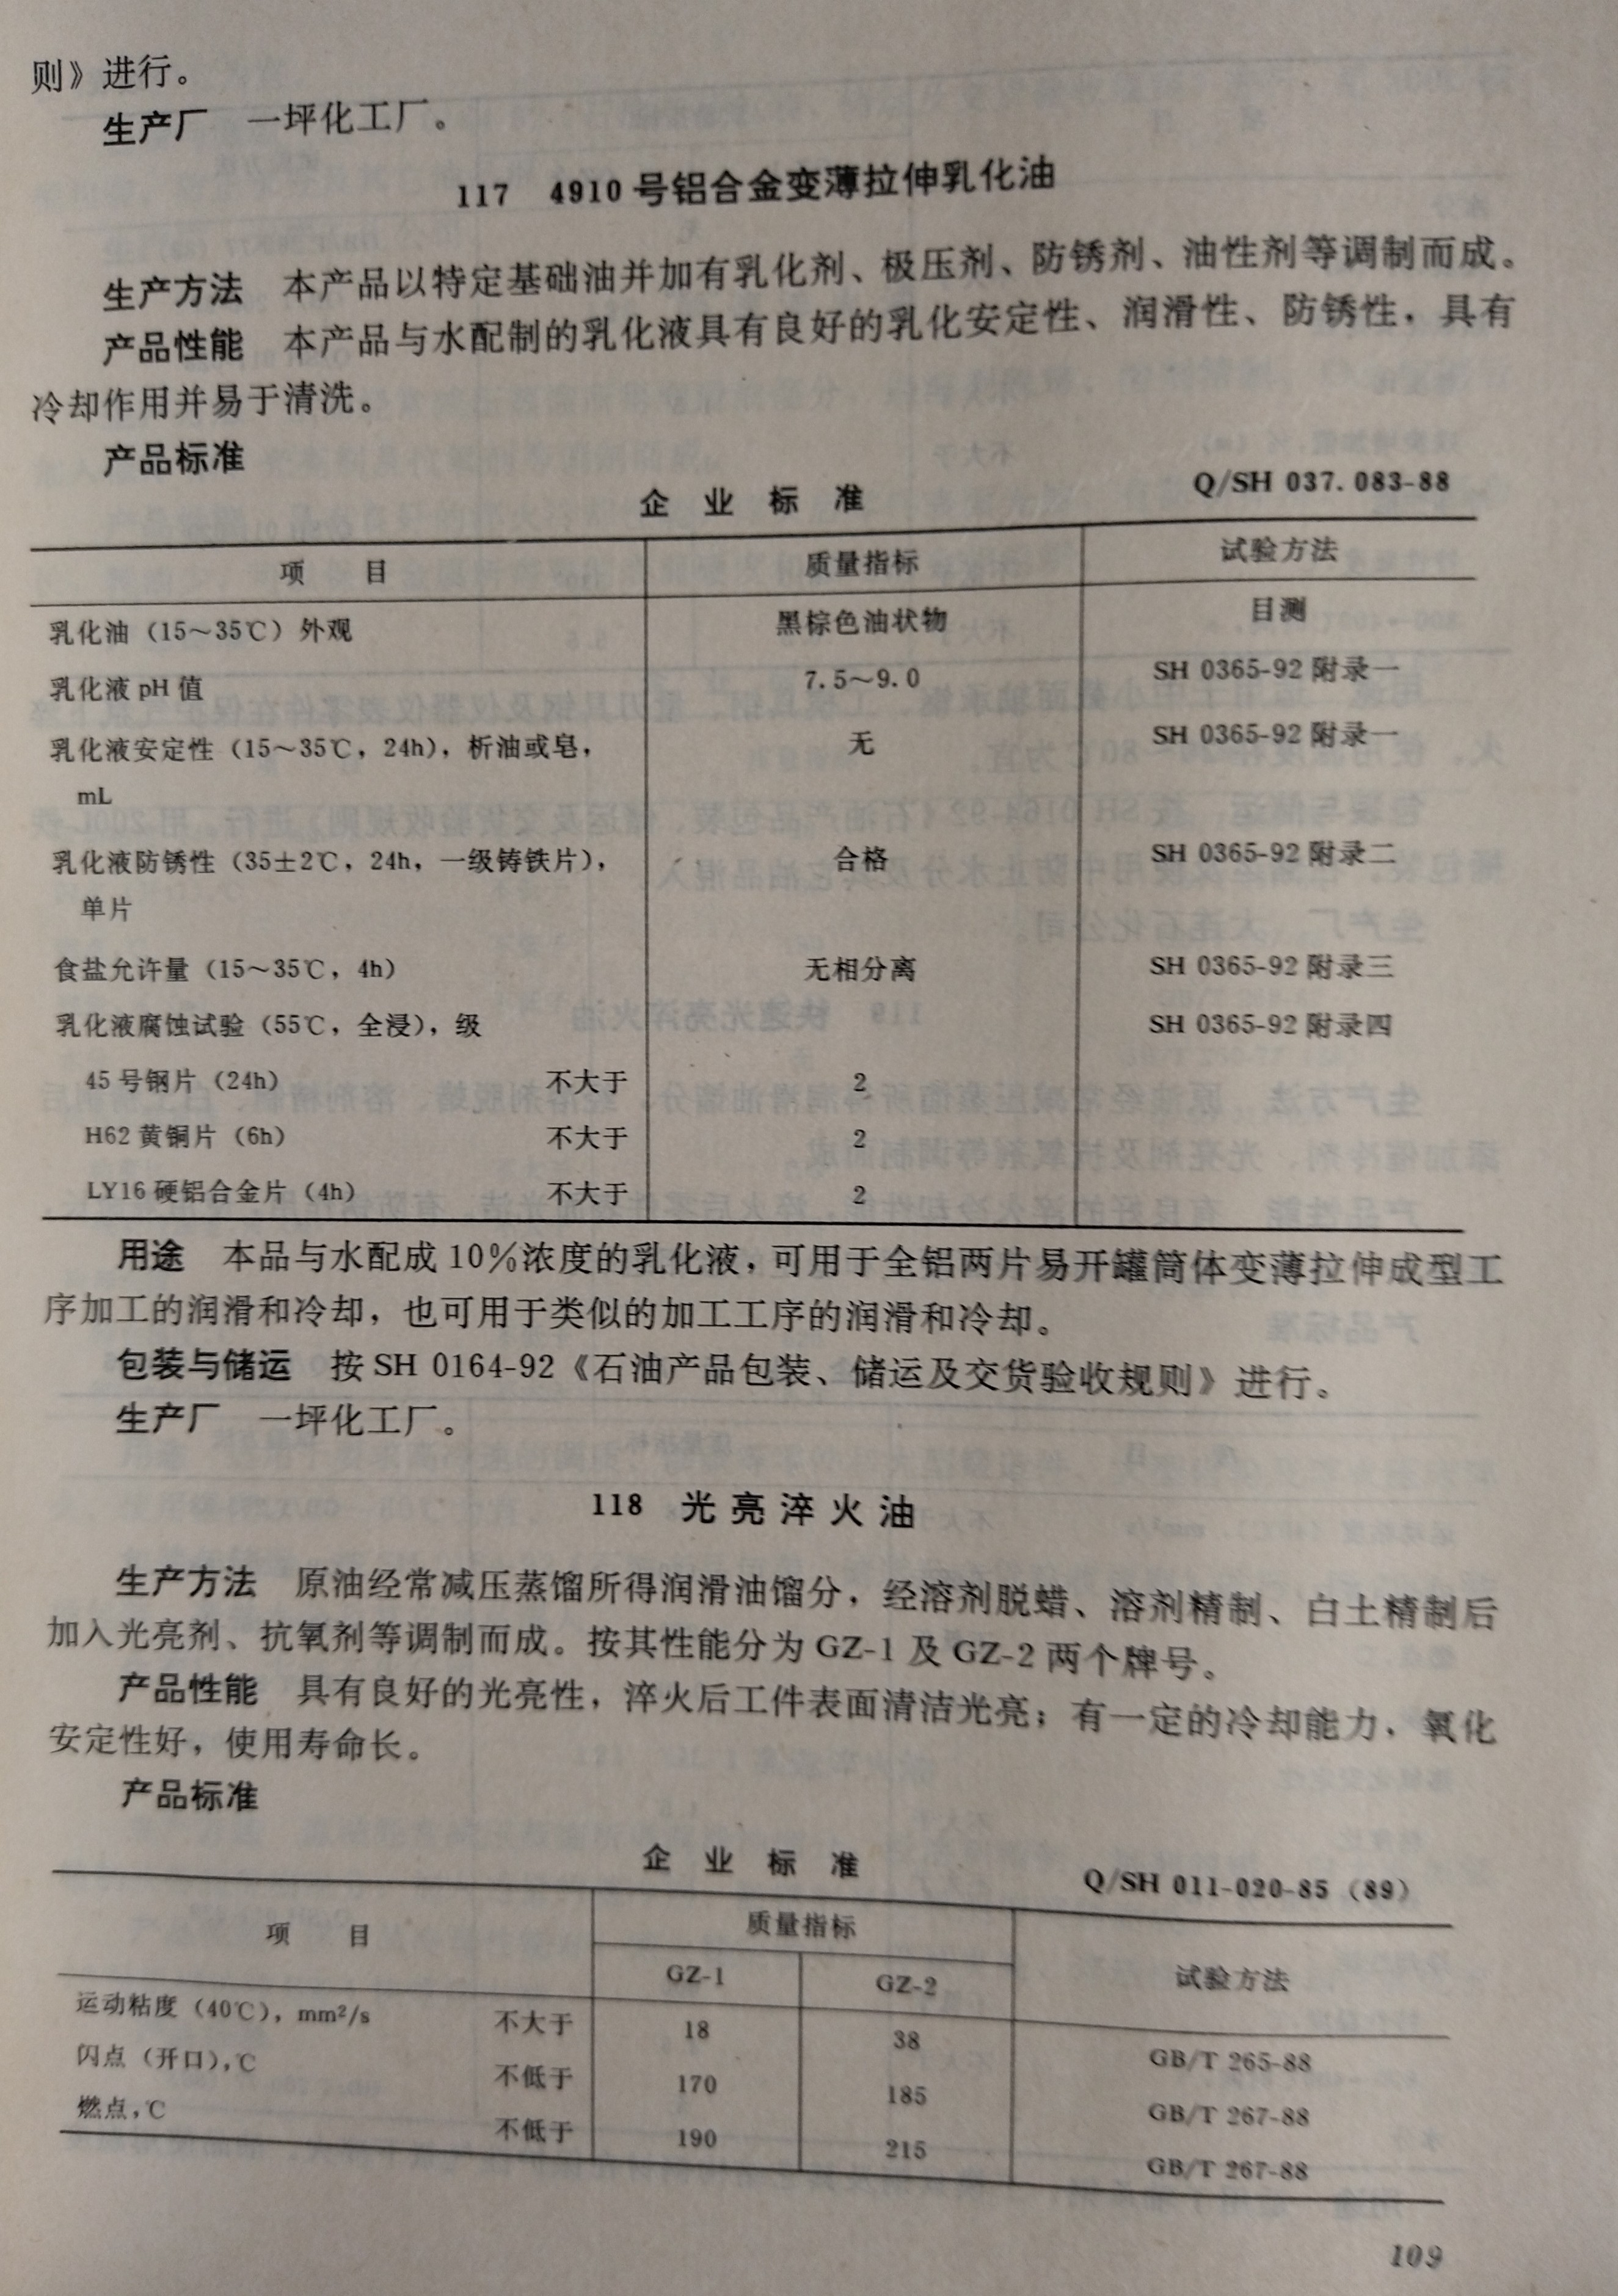 则》进行。
生产厂 一坪化工厂。
117 4910号铝合金变薄拉伸乳化油
生产方法 本产品以特定基础油并加有乳化剂、极压剂、防锈剂、油性剂等调制而成。
产品性能 本产品与水配制的乳化液具有良好的乳化安定性、润滑性、防锈性，具有
冷却作用并易于清洗。
产品标准
企业标准 Q/SH 037.083-88
项目 质量指标 试验方法
乳化油（15～35℃）外观 黑棕色油状物 目测
乳化液pH值 7.5～9.0 SH 0365-92附录一
乳化液安定性（15～35℃，24h），析油或皂， 无 SH 0365-92附录一
mL
乳化液防锈性（35±2℃，24h，一级铸铁片）， 合格 SH 0365-92附录二
单片
食盐允许量（15～35℃，4h） 无相分离 SH 0365-92附录三
乳化液腐蚀试验（55℃，全浸），级 SH 0365-92附录四
45号钢片（24h） 不大于 2
H62黄铜片（6h） 不大于 2
LY16硬铝合金片（4h） 不大于 2
用途 本品与水配成10%浓度的乳化液，可用于全铝两片易开罐筒体变薄拉伸成型工
序加工的润滑和冷却，也可用于类似的加工工序的润滑和冷却。
包装与储运 按SH 0164-92《石油产品包装、储运及交货验收规则》进行。
生产厂 一坪化工厂。
118 光亮淬火油
生产方法 原油经常减压蒸馏所得润滑油馏分，经溶剂脱蜡、溶剂精制、白土精制后
加入光亮剂、抗氧剂等调制而成。按其性能分为GZ-1及GZ-2两个牌号。
产品性能 具有良好的光亮性，淬火后工件表面清洁光亮；有一定的冷却能力，氧化
安定性好，使用寿命长。
产品标准
企业标准 Q/SH 011-020-85（89）
项目 质量指标 试验方法
GZ-1 GZ-2
运动粘度（40℃），mm²/s 不大于 18 38 GB/T 265-88
闪点（开口），℃ 不低于 170 185 GB/T 267-88
燃点，℃ 不低于 190 215 GB/T 267-88
109